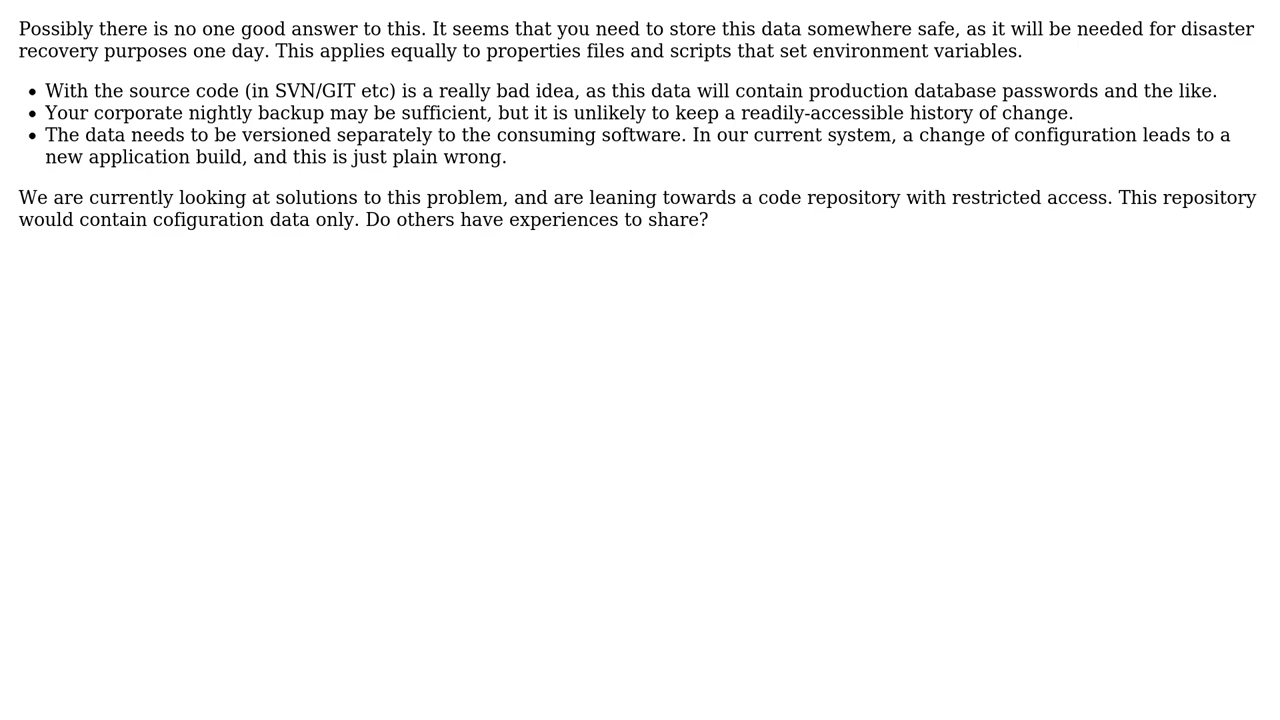 Possibly there is no one good answer to this. It seems that you need to store this data somewhere safe, as it will be needed for disaster
recovery purposes one day. This applies equally to properties files and scripts that set environment variables.
• With the source code (in SVN/GIT etc) is a really bad idea, as this data will contain production database passwords and the like.
• Your corporate nightly backup may be sufficient, but it is unlikely to keep a readily-accessible history of change.
• The data needs to be versioned separately to the consuming software. In our current system, a change of configuration leads to a
new application build, and this is just plain wrong.
We are currently looking at solutions to this problem, and are leaning towards a code repository with restricted access. This repository
would contain cofiguration data only. Do others have experiences to share?